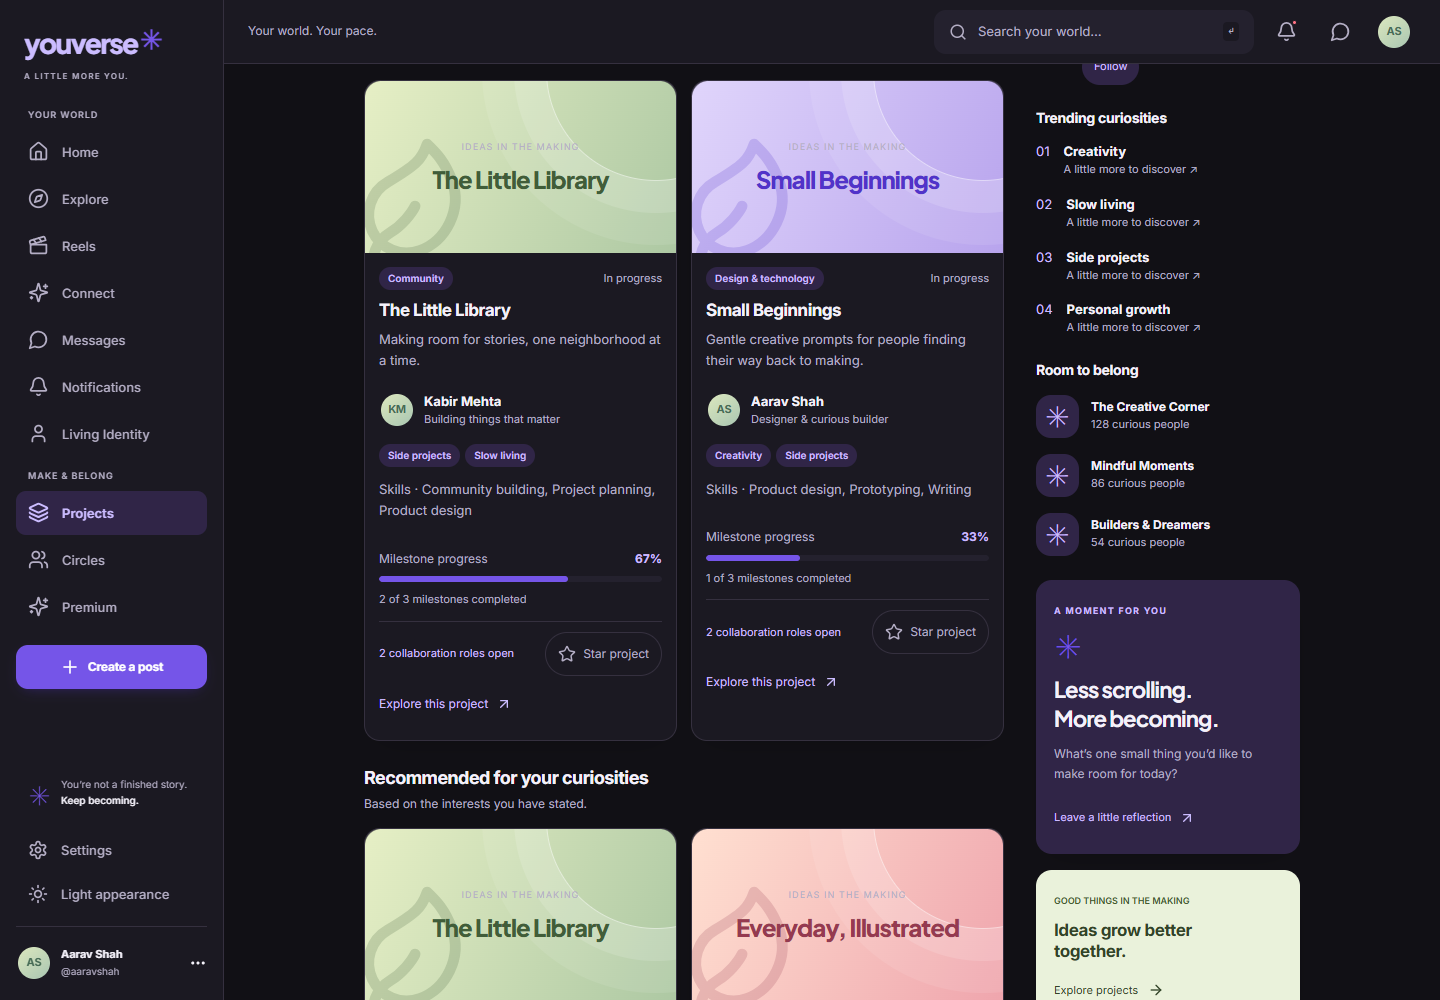 youverse
A LITTLE MORE YOU.
YOUR WORLD
Home
Explore
Reels
Connect
Messages
Notifications
Living Identity
MAKE & BELONG
Projects
Circles
Premium
Create a post
You're not a finished story.
Keep becoming.
Settings
Light appearance
AS
Aarav Shah
@aaravshah
Your world. Your pace.
Search your world...
AS
IDEAS IN THE MAKING
The Little Library
Community
In progress
The Little Library
Making room for stories, one neighborhood at
a time.
KM
Kabir Mehta
Building things that matter
Side projects
Slow living
Skills · Community building, Project planning,
Product design
Milestone progress
67%
2 of 3 milestones completed
2 collaboration roles open
Star project
Explore this project
IDEAS IN THE MAKING
Small Beginnings
Design & technology
In progress
Small Beginnings
Gentle creative prompts for people finding
their way back to making.
AS
Aarav Shah
Designer & curious builder
Creativity
Side projects
Skills · Product design, Prototyping, Writing
Milestone progress
33%
1 of 3 milestones completed
2 collaboration roles open
Star project
Explore this project
Recommended for your curiosities
Based on the interests you have stated.
IDEAS IN THE MAKING
The Little Library
IDEAS IN THE MAKING
Everyday, Illustrated
Follow
Trending curiosities
01 Creativity
A little more to discover ↗
02 Slow living
A little more to discover ↗
03 Side projects
A little more to discover ↗
04 Personal growth
A little more to discover ↗
Room to belong
The Creative Corner
128 curious people
Mindful Moments
86 curious people
Builders & Dreamers
54 curious people
A MOMENT FOR YOU
Less scrolling.
More becoming.
What's one small thing you'd like to
make room for today?
Leave a little reflection
GOOD THINGS IN THE MAKING
Ideas grow better
together.
Explore projects